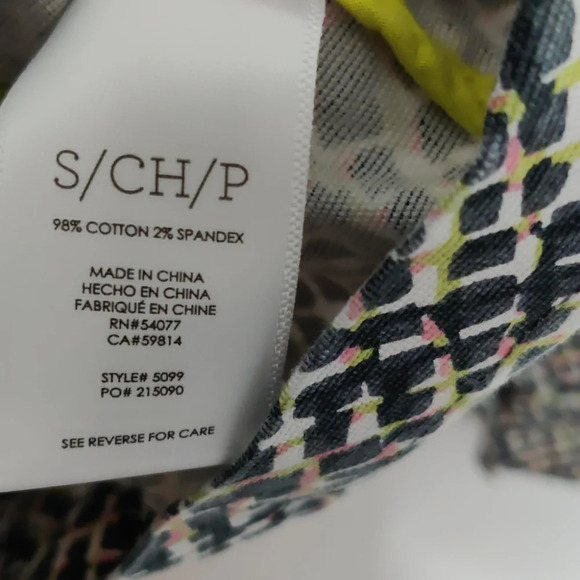 S/CH/P
98% COTTON 2% SPANDEX
MADE IN CHINA
HECHO EN CHINA
FABRIQUÉ EN CHINE
RN#54077
CA#59814
STYLE# 5099
PO# 215090
SEE REVERSE FOR CARE